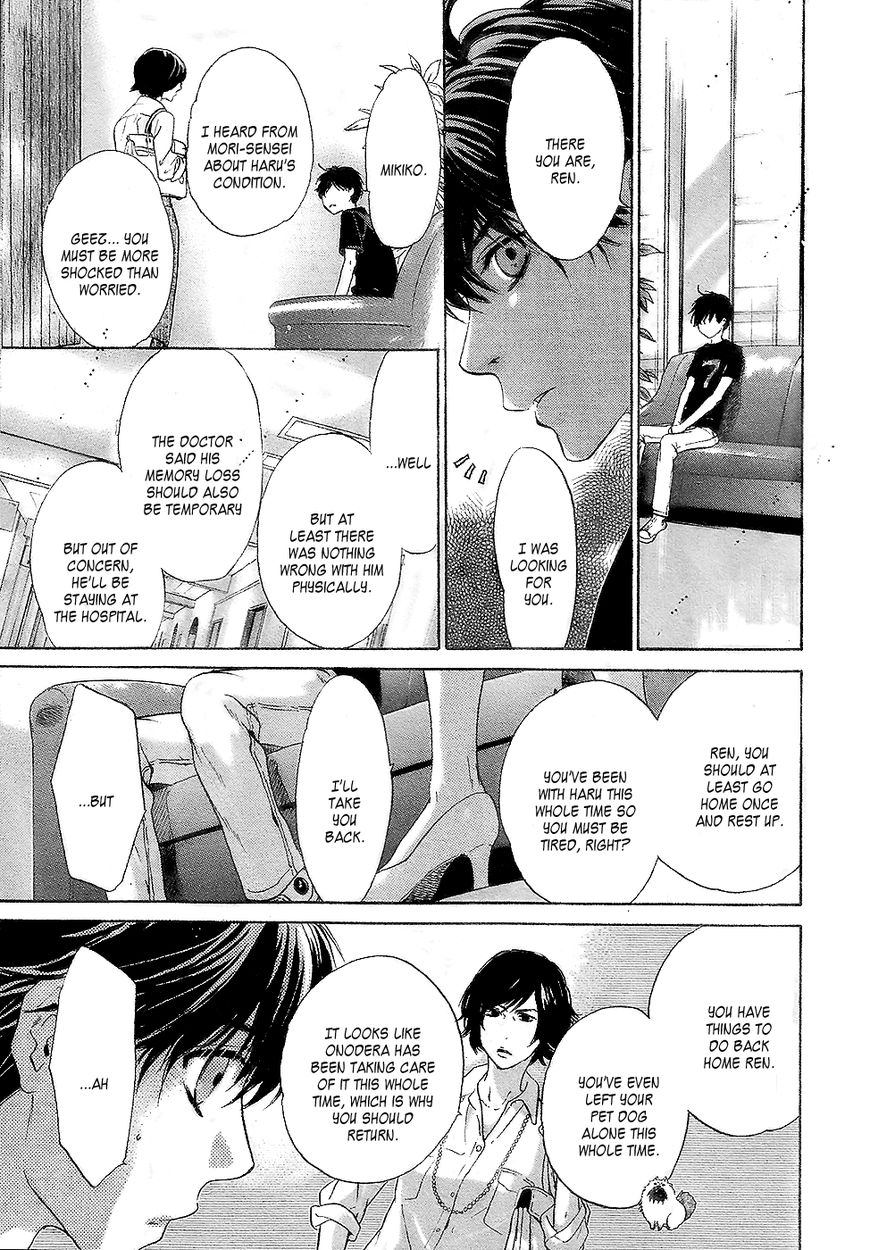 THERE
YOU ARE,
REN.
I WAS
LOOKING
FOR
YOU.
MIKIKO.
I HEARD FROM
MORI-SENSEI
ABOUT HARU'S
CONDITION.
GEEZ... YOU
MUST BE MORE
SHOCKED THAN
WORRIED.
...WELL
BUT AT
LEAST THERE
WAS NOTHING
WRONG WITH HIM
PHYSICALLY.
THE DOCTOR
SAID HIS
MEMORY LOSS
SHOULD ALSO
BE TEMPORARY
BUT OUT OF
CONCERN,
HE'LL BE
STAYING AT
THE HOSPITAL.
REN, YOU
SHOULD AT
LEAST GO
HOME ONCE
AND REST UP.
YOU'VE BEEN
WITH HARU THIS
WHOLE TIME SO
YOU MUST BE
TIRED, RIGHT?
I'LL
TAKE
YOU
BACK.
...BUT
YOU HAVE
THINGS TO
DO BACK
HOME REN.
YOU'VE EVEN
LEFT YOUR
PET DOG
ALONE THIS
WHOLE TIME.
IT LOOKS LIKE
ONODERA HAS
BEEN TAKING CARE
OF IT THIS WHOLE
TIME, WHICH IS WHY
YOU SHOULD
RETURN.
...AH
7